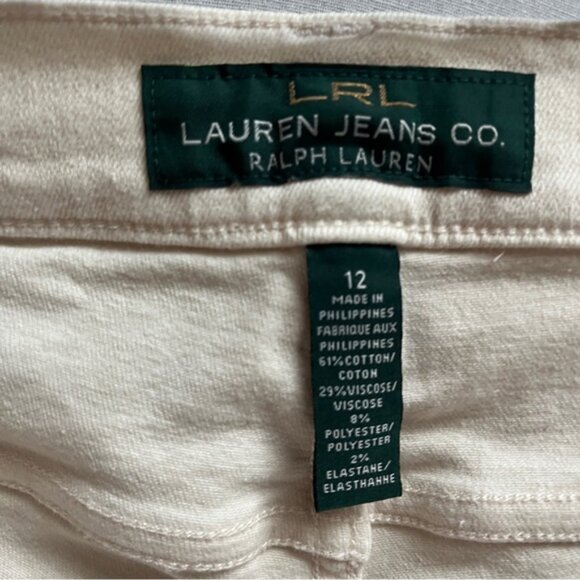 LRL
LAUREN JEANS CO.
RALPH LAUREN
12
MADE IN
PHILIPPINES
FABRIQUE AUX
PHILIPPINES
61% COTTON/
COTON
29% VISCOSE/
VISCOSE
8%
POLYESTER/
POLYESTER
2%
ELASTANE/
ELASTHANNE